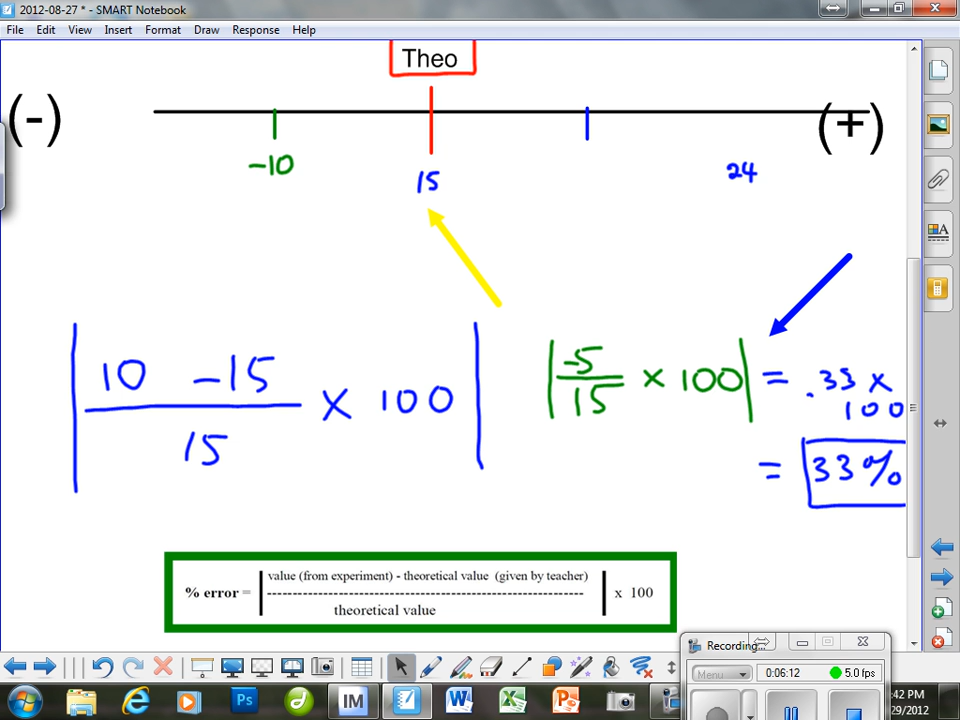 2012-08-27 * - SMART Notebook
File Edit View Insert Format Draw Response Help
Theo
(-) (+)
-10 15 24
| 10 -15 / 15 x 100 |
| -5 / 15 x 100 | = .33 x 100
= 33%
value (from experiment) - theoretical value (given by teacher)
% error = | ---------------------------------------------------------- | x 100
theoretical value
Recording...
Menu 0:06:12 5.0 fps
Ps IM W X P
:42 PM
29/2012